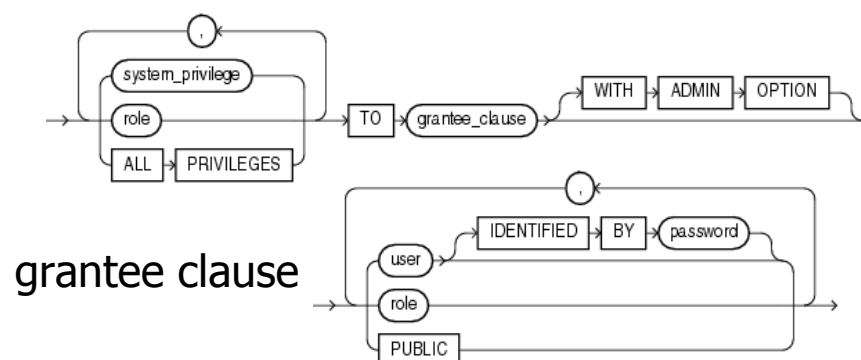 ,
system_privilege
role
ALL PRIVILEGES
TO grantee_clause
WITH ADMIN OPTION
grantee clause
,
user
IDENTIFIED BY password
role
PUBLIC